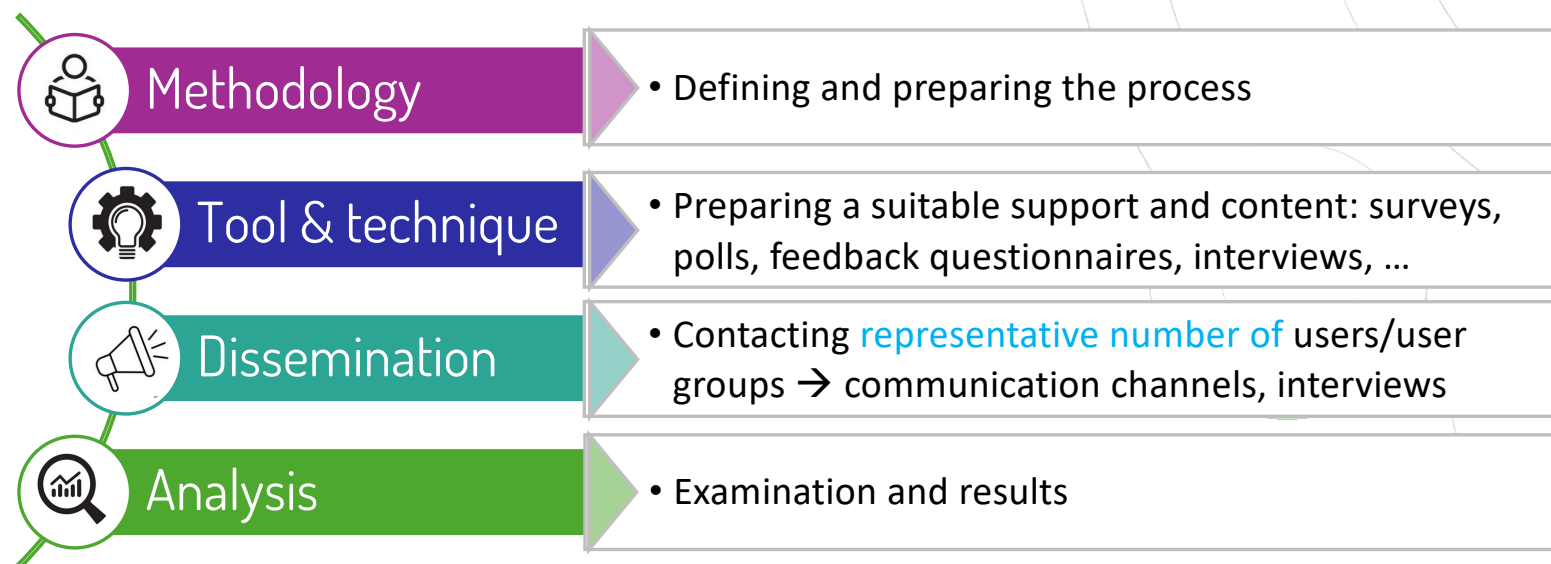 Methodology
• Defining and preparing the process
Tool & technique
• Preparing a suitable support and content: surveys,
polls, feedback questionnaires, interviews, ...
Dissemination
• Contacting representative number of users/user
groups → communication channels, interviews
Analysis
• Examination and results